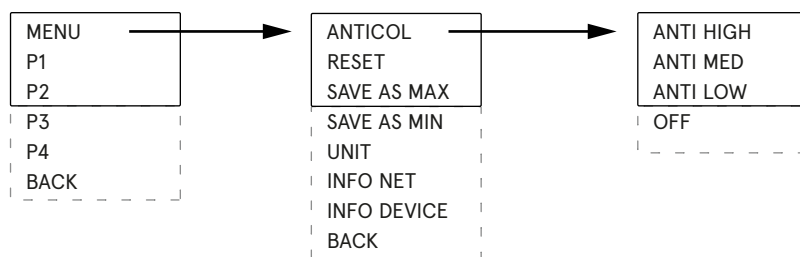 MENU
P1
P2
P3
P4
BACK
ANTICOL
RESET
SAVE AS MAX
SAVE AS MIN
UNIT
INFO NET
INFO DEVICE
BACK
ANTI HIGH
ANTI MED
ANTI LOW
OFF